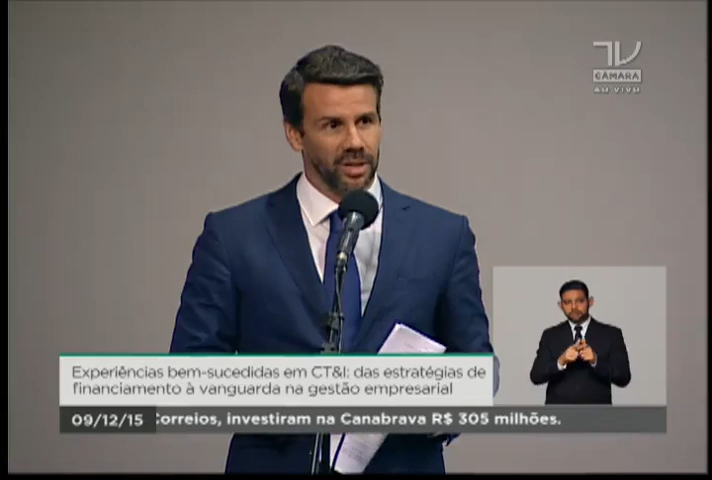 TV
CÂMARA
AO VIVO
Experiências bem-sucedidas em CT&I: das estratégias de
financiamento à vanguarda na gestão empresarial
09/12/15 Correios, investiram na Canabrava R$ 305 milhões.